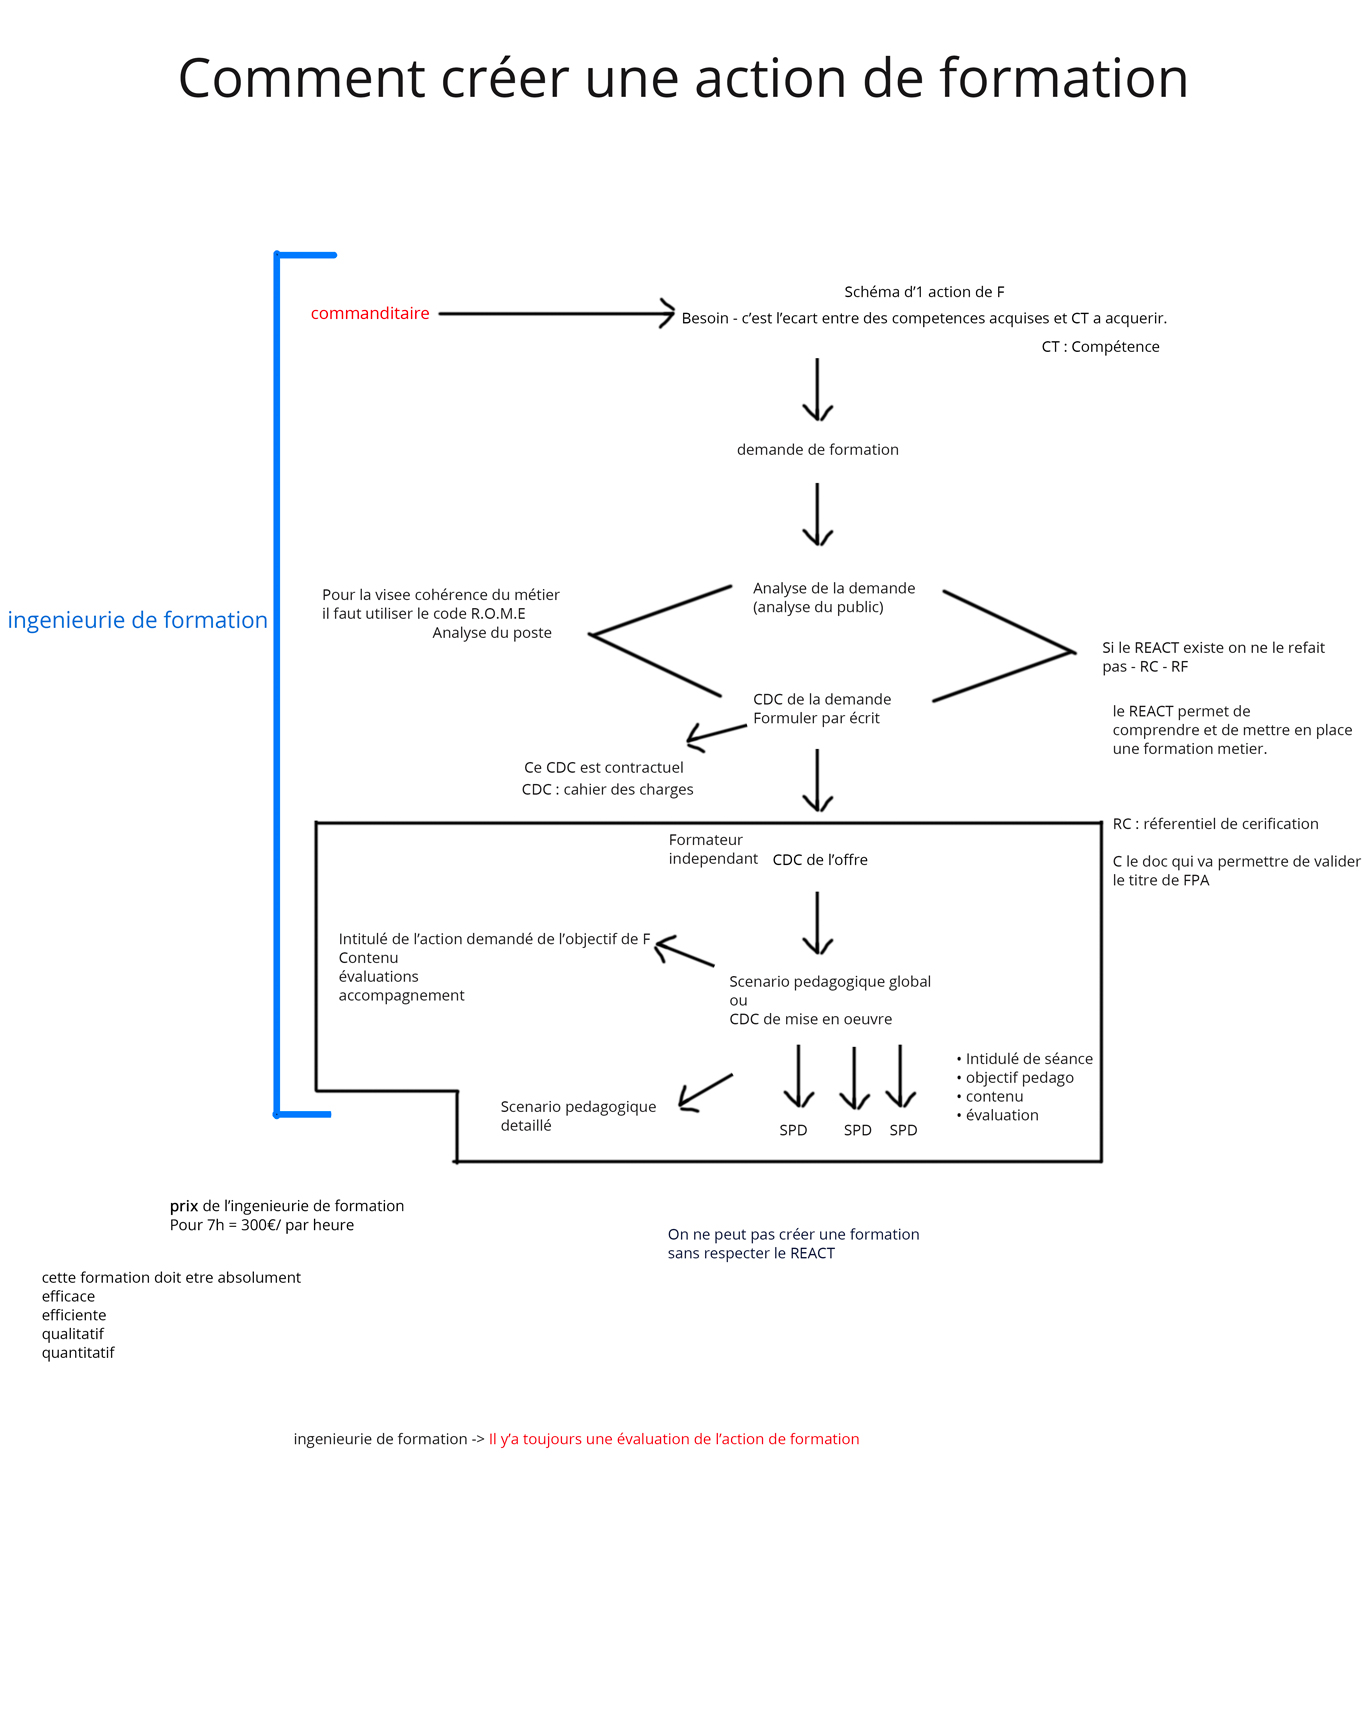 Comment créer une action de formation
Schéma d’1 action de F
commanditaire
Besoin - c’est l’ecart entre des competences acquises et CT a acquerir.
CT : Compétence
demande de formation
Analyse de la demande
(analyse du public)
Pour la visee cohérence du métier
il faut utiliser le code R.O.M.E
Analyse du poste
ingenieurie de formation
Si le REACT existe on ne le refait
pas - RC - RF
CDC de la demande
Formuler par écrit
le REACT permet de
comprendre et de mettre en place
une formation metier.
Ce CDC est contractuel
CDC : cahier des charges
RC : réferentiel de cerification
C le doc qui va permettre de valider
le titre de FPA
Formateur
independant
CDC de l’offre
Intitulé de l’action demandé de l’objectif de F
Contenu
évaluations
accompagnement
Scenario pedagogique global
ou
CDC de mise en oeuvre
• Intidulé de séance
• objectif pedago
• contenu
• évaluation
Scenario pedagogique
detaillé
SPD
SPD
SPD
prix de l’ingenieurie de formation
Pour 7h = 300€/ par heure
On ne peut pas créer une formation
sans respecter le REACT
cette formation doit etre absolument
efficace
efficiente
qualitatif
quantitatif
ingenieurie de formation -> Il y’a toujours une évaluation de l’action de formation